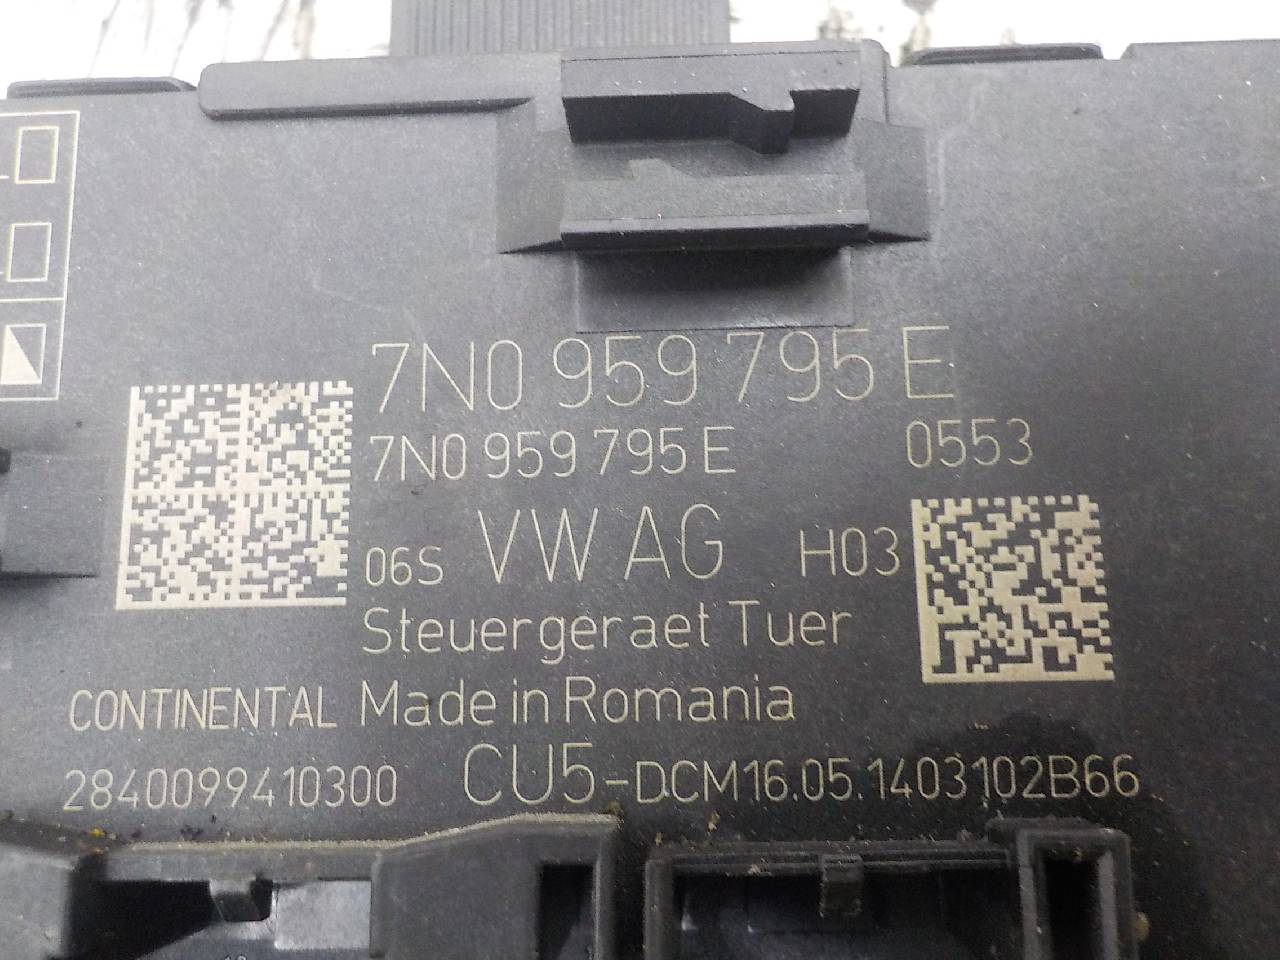 7N0 959 795 E
7N0 959 795 E 0553
06S VW AG H03
Steuergeraet Tuer
CONTINENTAL Made in Romania
2840099410300 CU5-DCM16.05.1403102B66